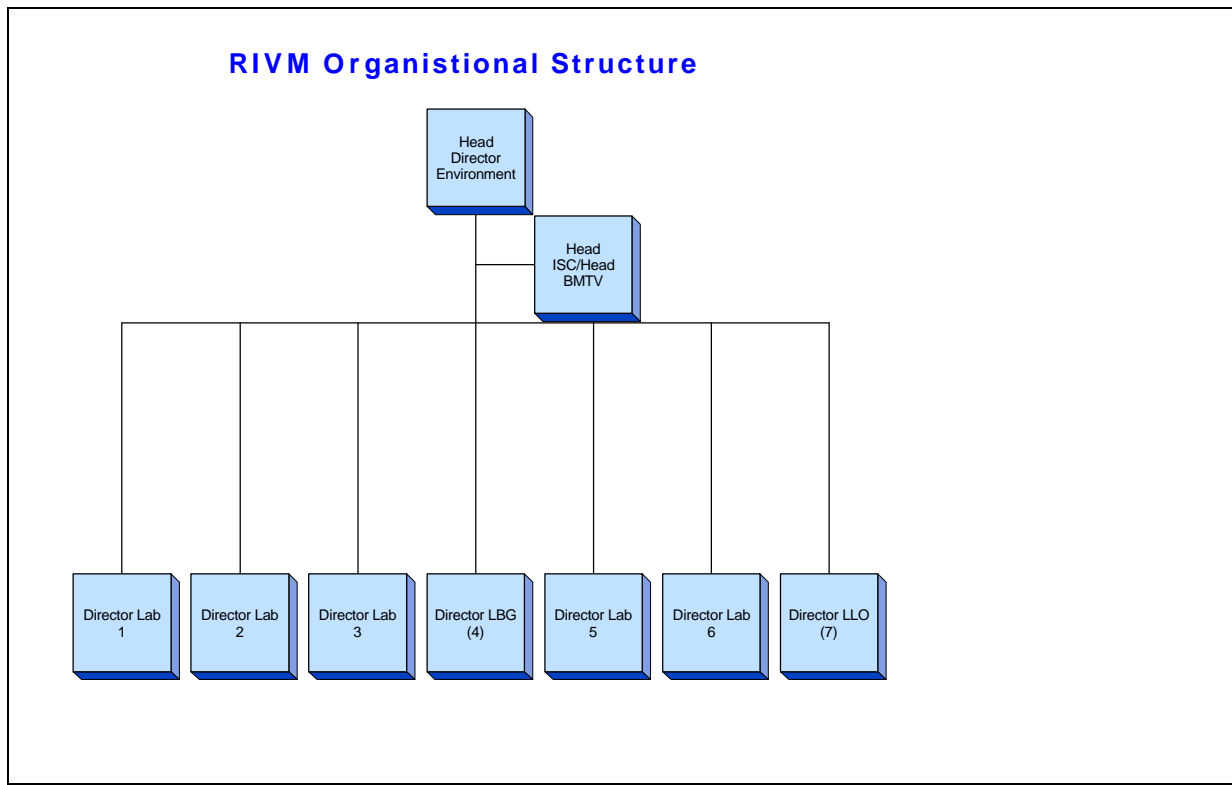 RIVM Organistional Structure
Head
Director
Environment
Head
ISC/Head
BMTV
Director Lab
1
Director Lab
2
Director Lab
3
Director LBG
(4)
Director Lab
5
Director Lab
6
Director LLO
(7)